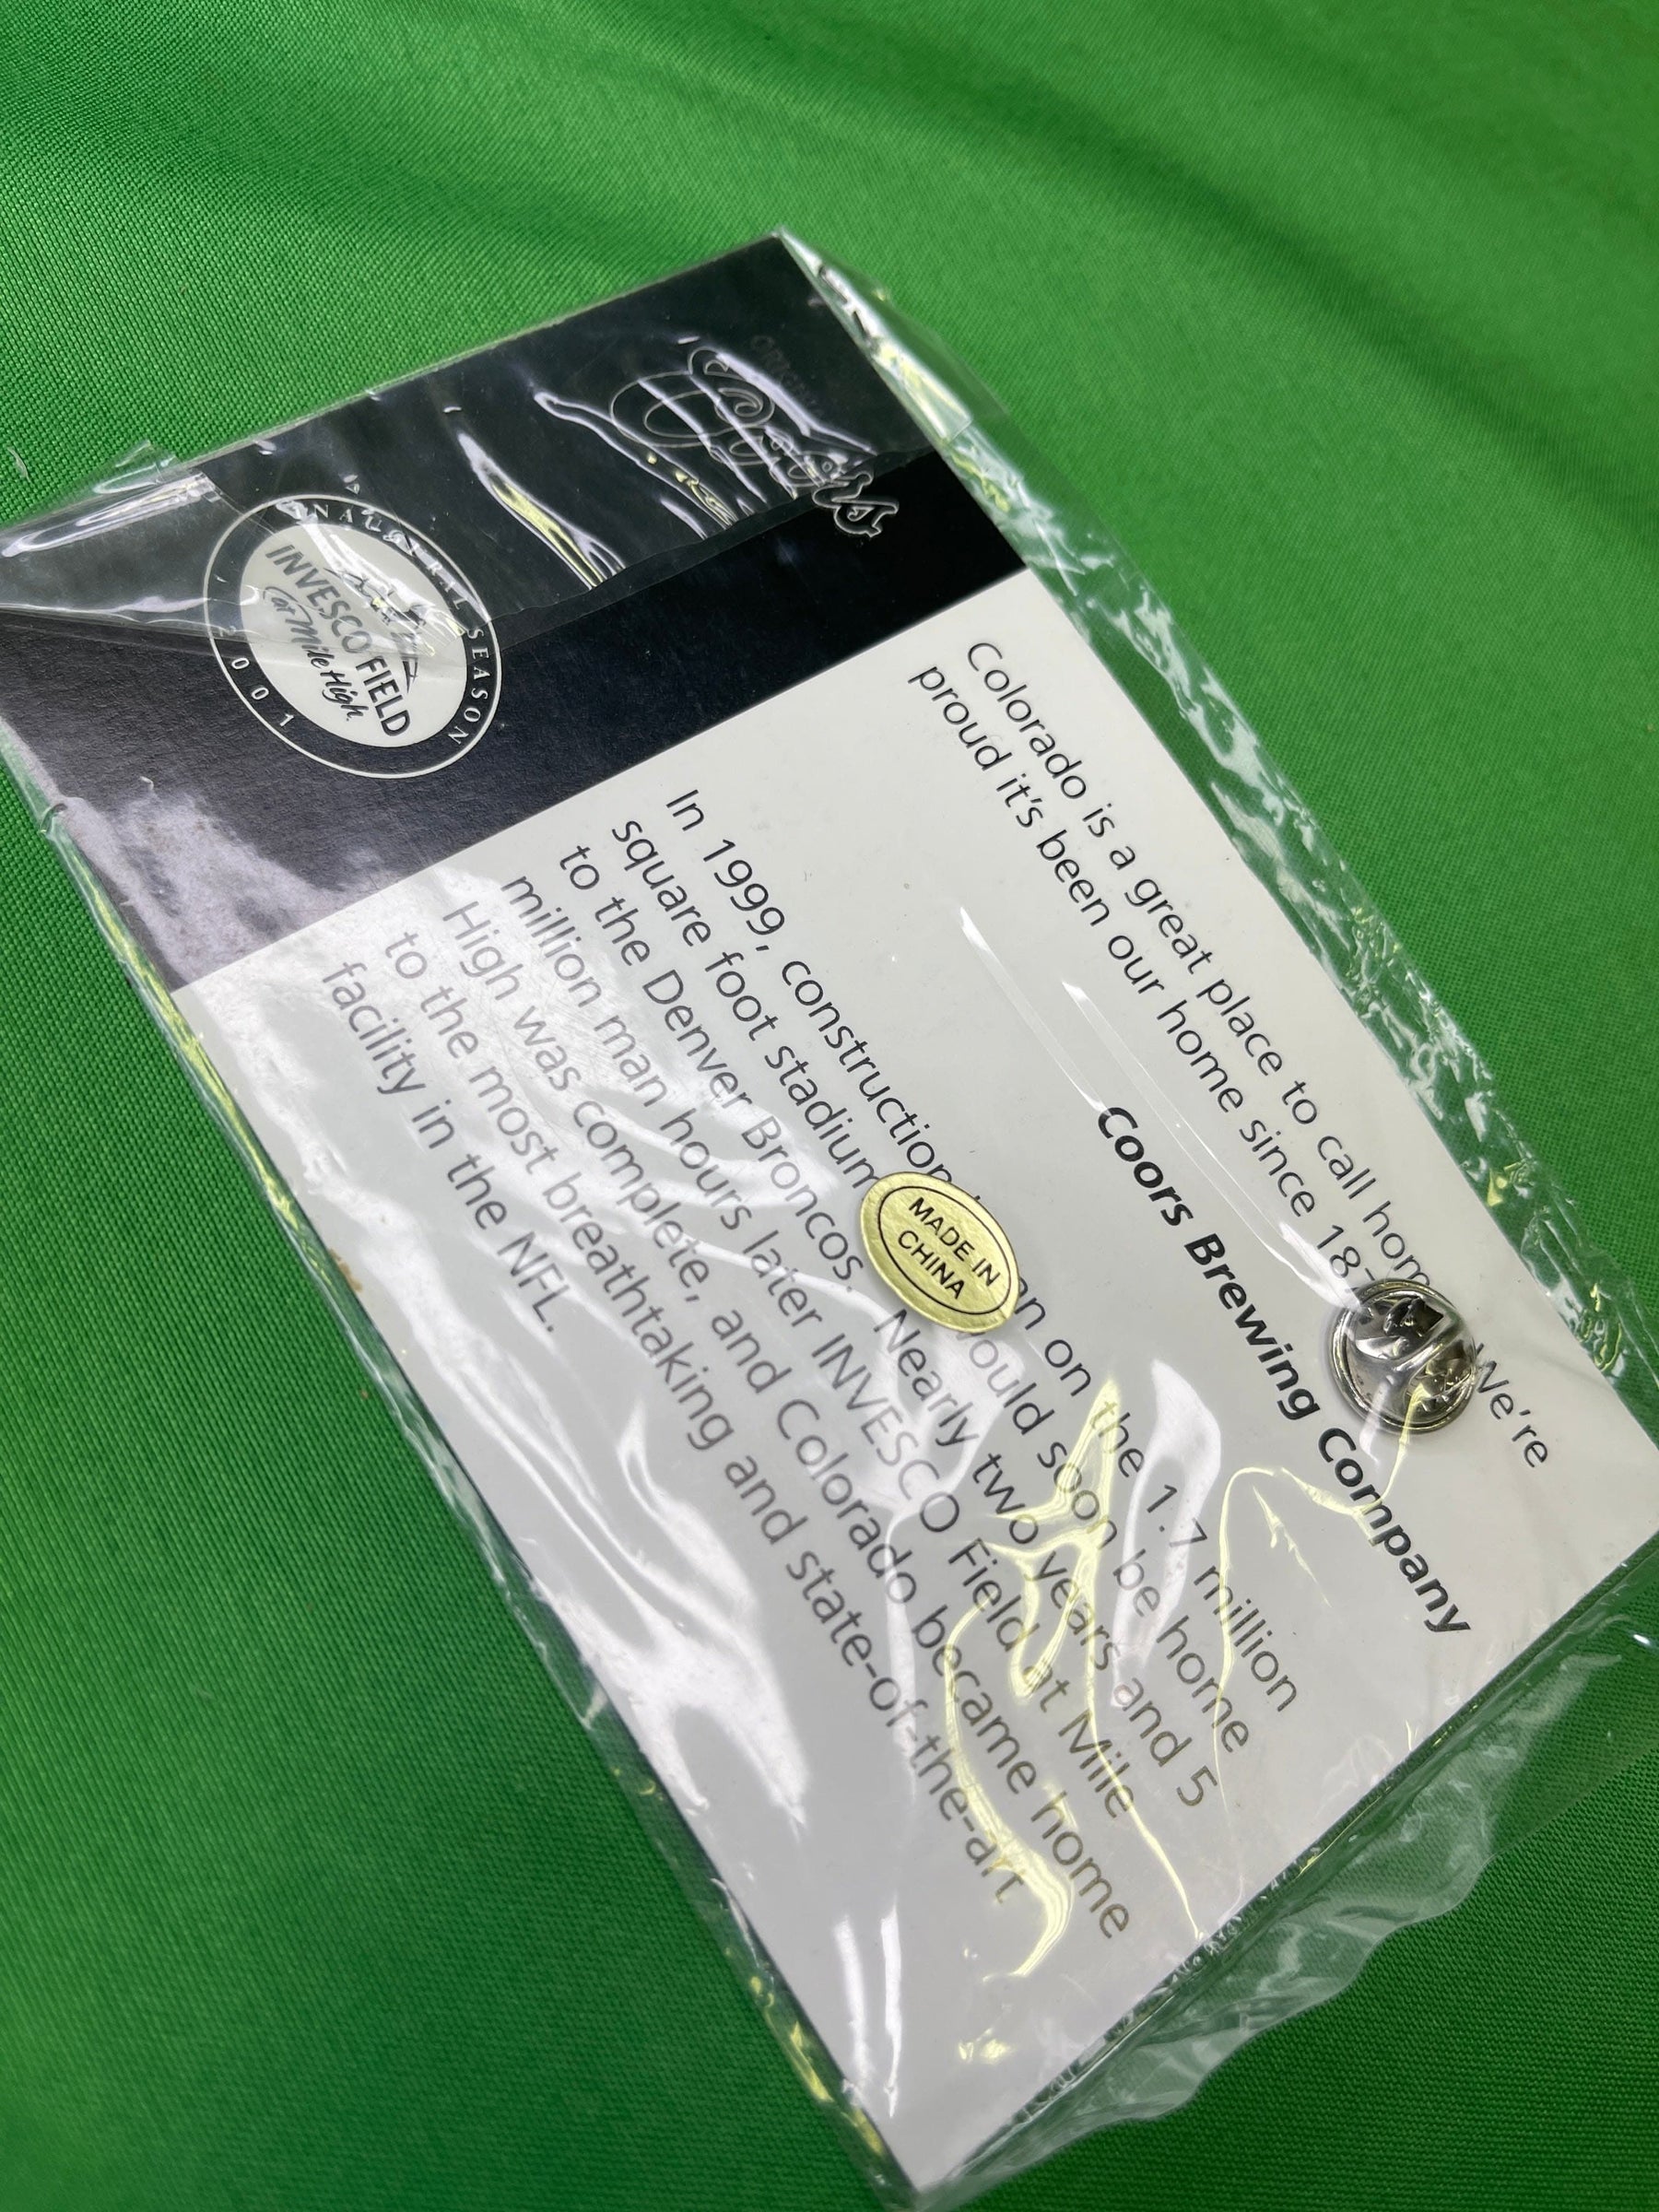 ORIGINAL
Coors
INAUGURAL SEASON
INVESCO FIELD
at Mile High
2001
Colorado is a great place to call home. We're
proud it's been our home since 18
Coors Brewing Company
In 1999, construction an on the 1.7 million
square foot stadium ould soon be home
to the Denver Broncos. Nearly two years and 5
million man hours later INVESCO Field at Mile
High was complete, and Colorado became home
to the most breathtaking and state-of-the-art
facility in the NFL.
MADE IN
CHINA